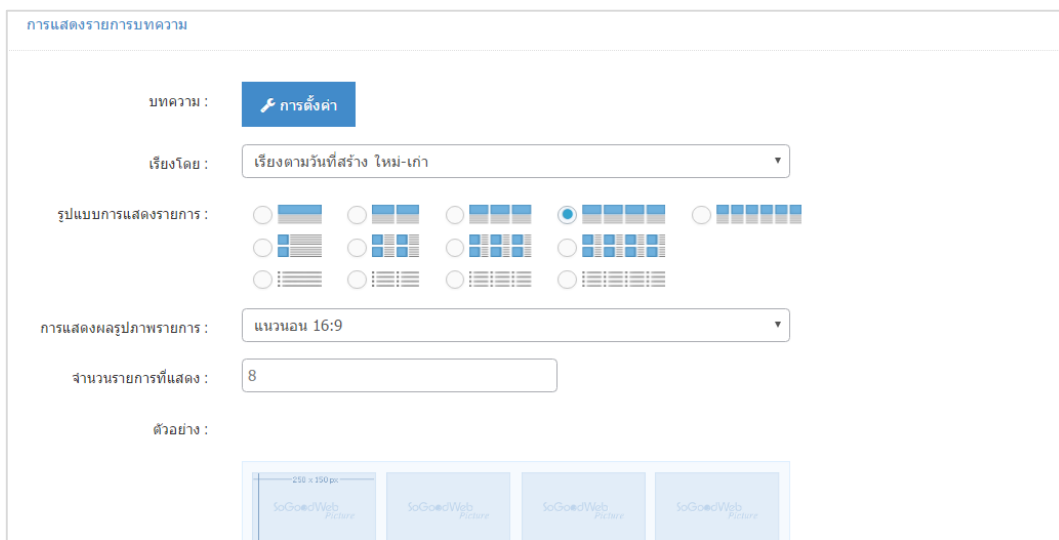 การแสดงรายการบทความ
บทความ :
การตั้งค่า
เรียงโดย :
เรียงตามวันที่สร้าง ใหม่-เก่า
รูปแบบการแสดงรายการ :
การแสดงผลรูปภาพรายการ :
แนวนอน 16:9
จำนวนรายการที่แสดง :
8
ตัวอย่าง :
250 x 150 px
SoGoodWeb Picture
SoGoodWeb Picture
SoGoodWeb Picture
SoGoodWeb Picture